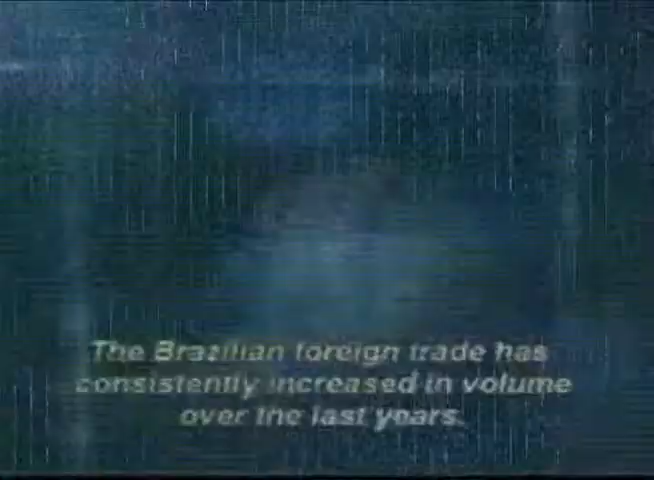 The Brazilian foreign trade has
consistently increased in volume
over the last years.